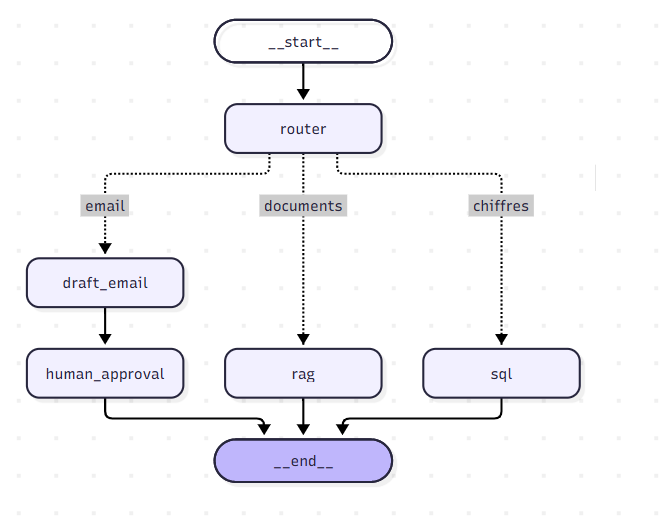 __start__
router
email
documents
chiffres
draft_email
human_approval
rag
sql
__end__